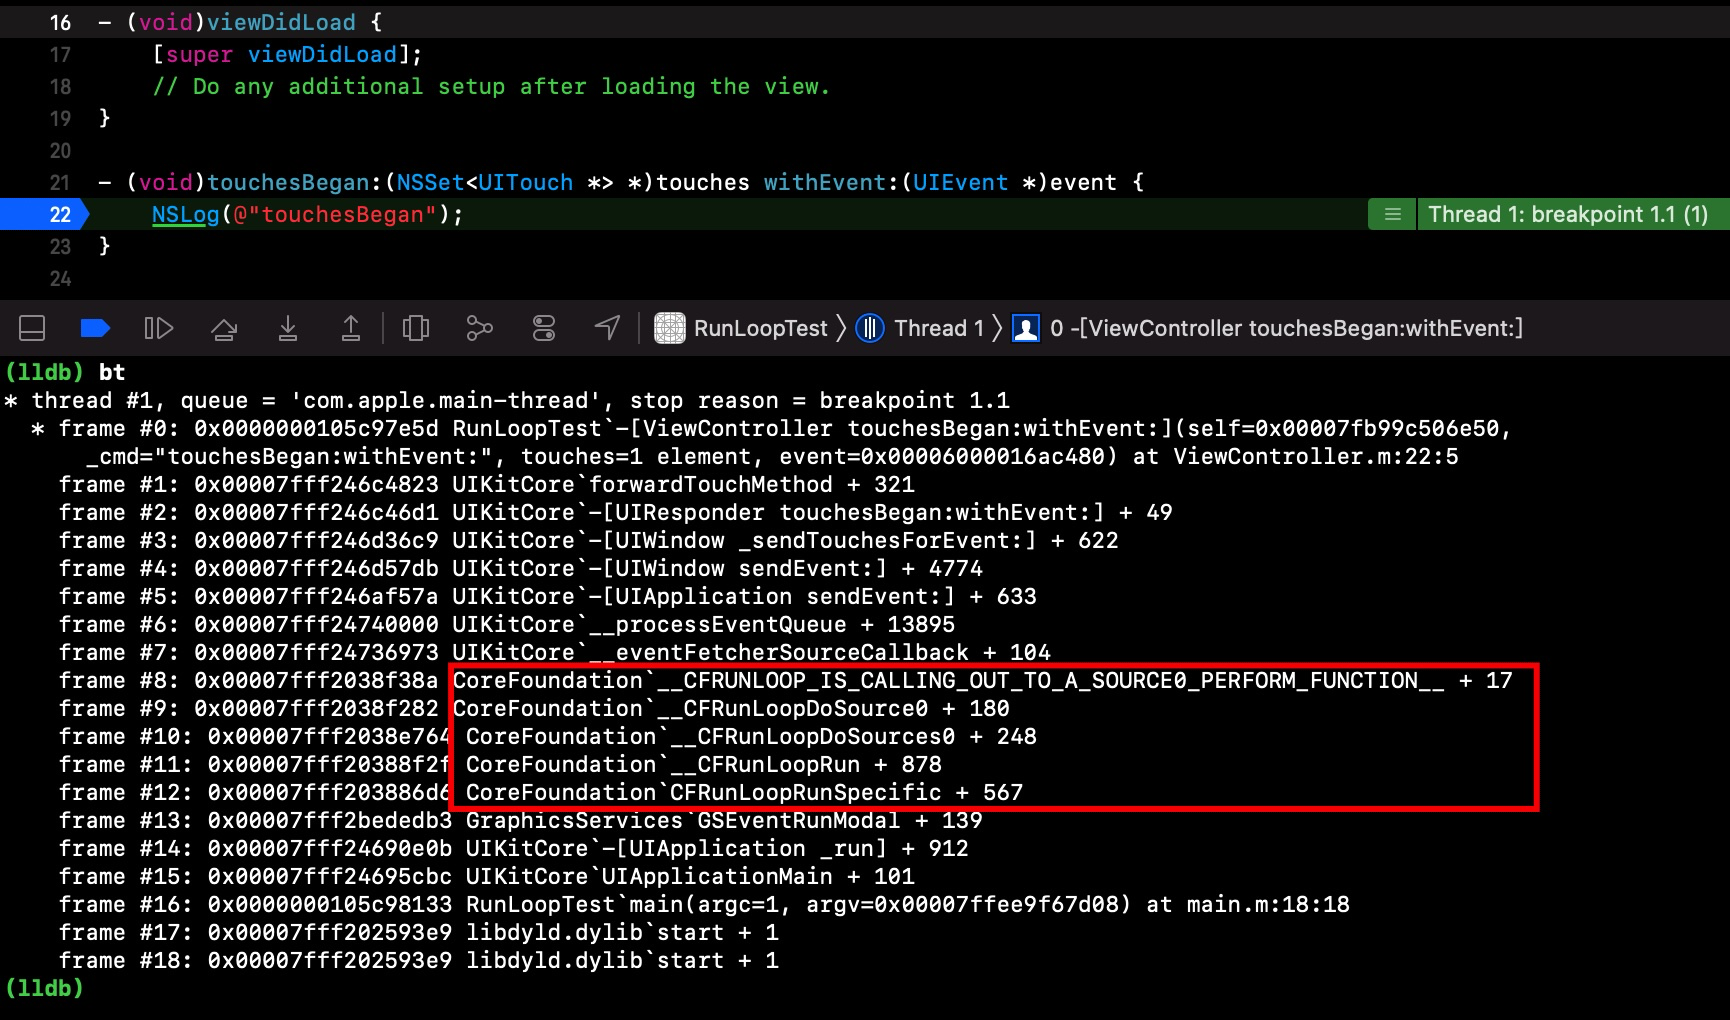 16 - (void)viewDidLoad {
17 [super viewDidLoad];
18 // Do any additional setup after loading the view.
19 }
20
21 - (void)touchesBegan:(NSSet<UITouch *> *)touches withEvent:(UIEvent *)event {
22 NSLog(@"touchesBegan"); Thread 1: breakpoint 1.1 (1)
23 }
24
RunLoopTest Thread 1 0 -[ViewController touchesBegan:withEvent:]
(lldb) bt
* thread #1, queue = 'com.apple.main-thread', stop reason = breakpoint 1.1
* frame #0: 0x0000000105c97e5d RunLoopTest`-[ViewController touchesBegan:withEvent:](self=0x00007fb99c506e50,
_cmd="touchesBegan:withEvent:", touches=1 element, event=0x00006000016ac480) at ViewController.m:22:5
frame #1: 0x00007fff246c4823 UIKitCore`forwardTouchMethod + 321
frame #2: 0x00007fff246c46d1 UIKitCore`-[UIResponder touchesBegan:withEvent:] + 49
frame #3: 0x00007fff246d36c9 UIKitCore`-[UIWindow _sendTouchesForEvent:] + 622
frame #4: 0x00007fff246d57db UIKitCore`-[UIWindow sendEvent:] + 4774
frame #5: 0x00007fff246af57a UIKitCore`-[UIApplication sendEvent:] + 633
frame #6: 0x00007fff24740000 UIKitCore`__processEventQueue + 13895
frame #7: 0x00007fff24736973 UIKitCore`__eventFetcherSourceCallback + 104
frame #8: 0x00007fff2038f38a CoreFoundation`__CFRUNLOOP_IS_CALLING_OUT_TO_A_SOURCE0_PERFORM_FUNCTION__ + 17
frame #9: 0x00007fff2038f282 CoreFoundation`__CFRunLoopDoSource0 + 180
frame #10: 0x00007fff2038e764 CoreFoundation`__CFRunLoopDoSources0 + 248
frame #11: 0x00007fff20388f2f CoreFoundation`__CFRunLoopRun + 878
frame #12: 0x00007fff203886d6 CoreFoundation`CFRunLoopRunSpecific + 567
frame #13: 0x00007fff2bededb3 GraphicsServices`GSEventRunModal + 139
frame #14: 0x00007fff24690e0b UIKitCore`-[UIApplication _run] + 912
frame #15: 0x00007fff24695cbc UIKitCore`UIApplicationMain + 101
frame #16: 0x0000000105c98133 RunLoopTest`main(argc=1, argv=0x00007ffee9f67d08) at main.m:18:18
frame #17: 0x00007fff202593e9 libdyld.dylib`start + 1
frame #18: 0x00007fff202593e9 libdyld.dylib`start + 1
(lldb)